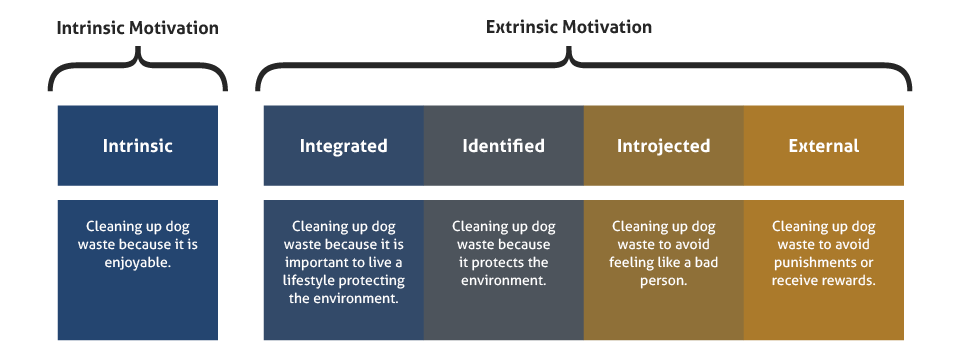 Intrinsic Motivation
Extrinsic Motivation
Intrinsic
Integrated
Identified
Introjected
External
Cleaning up dog
waste because it is
enjoyable.
Cleaning up dog
waste because it is
important to live a
lifestyle protecting
the environment.
Cleaning up dog
waste because
it protects the
environment.
Cleaning up dog
waste to avoid
feeling like a bad
person.
Cleaning up dog
waste to avoid
punishments or
receive rewards.